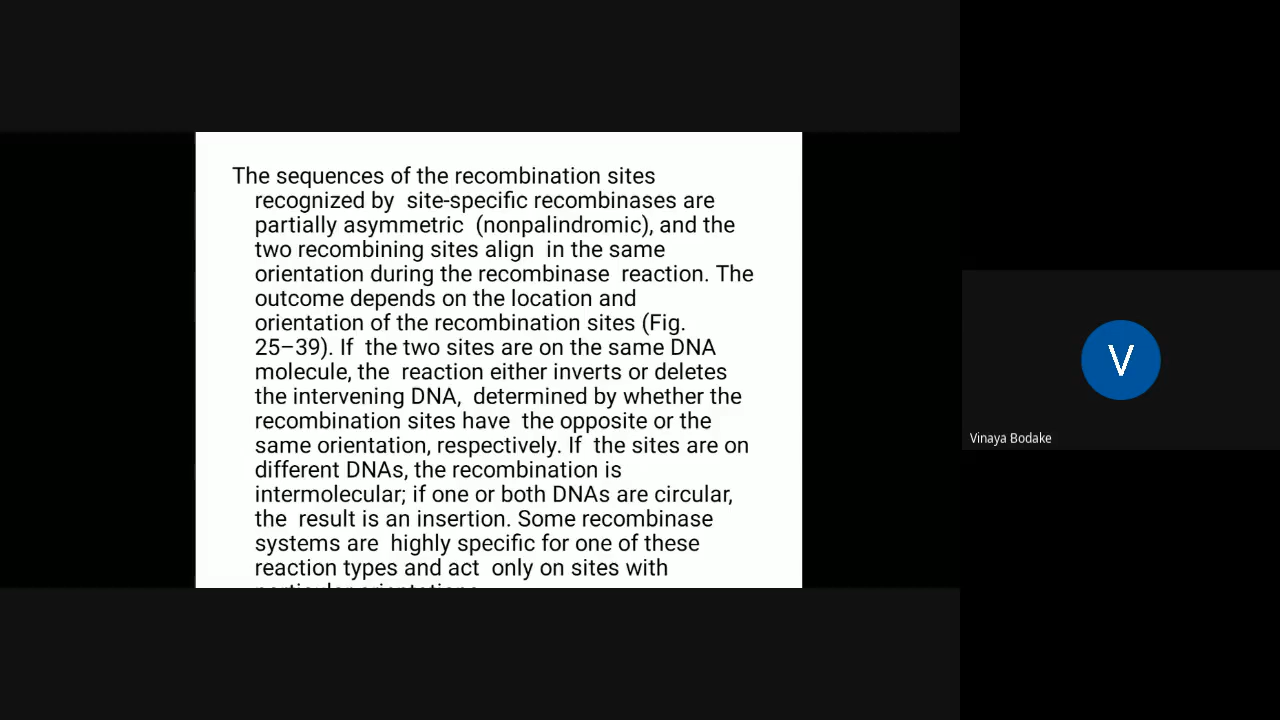 The sequences of the recombination sites
recognized by site-specific recombinases are
partially asymmetric (nonpalindromic), and the
two recombining sites align in the same
orientation during the recombinase reaction. The
outcome depends on the location and
orientation of the recombination sites (Fig.
25–39). If the two sites are on the same DNA
molecule, the reaction either inverts or deletes
the intervening DNA, determined by whether the
recombination sites have the opposite or the
same orientation, respectively. If the sites are on
different DNAs, the recombination is
intermolecular; if one or both DNAs are circular,
the result is an insertion. Some recombinase
systems are highly specific for one of these
reaction types and act only on sites with
particular orientations.
V
Vinaya Bodake